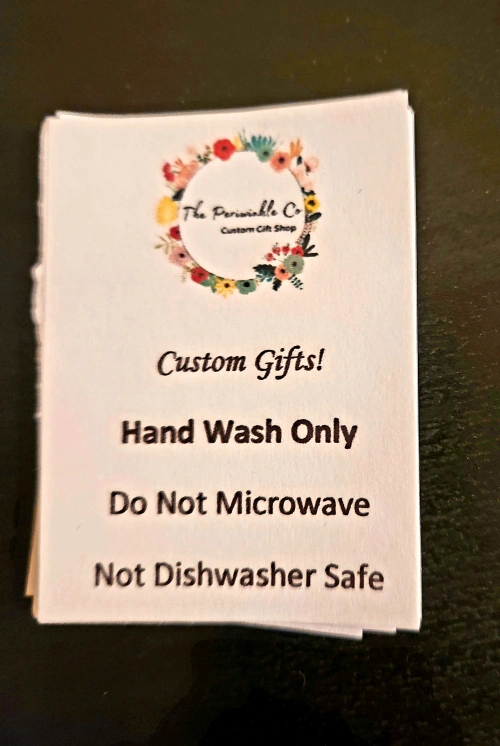 The Periwinkle Co
Custom Gift Shop
Custom Gifts!
Hand Wash Only
Do Not Microwave
Not Dishwasher Safe